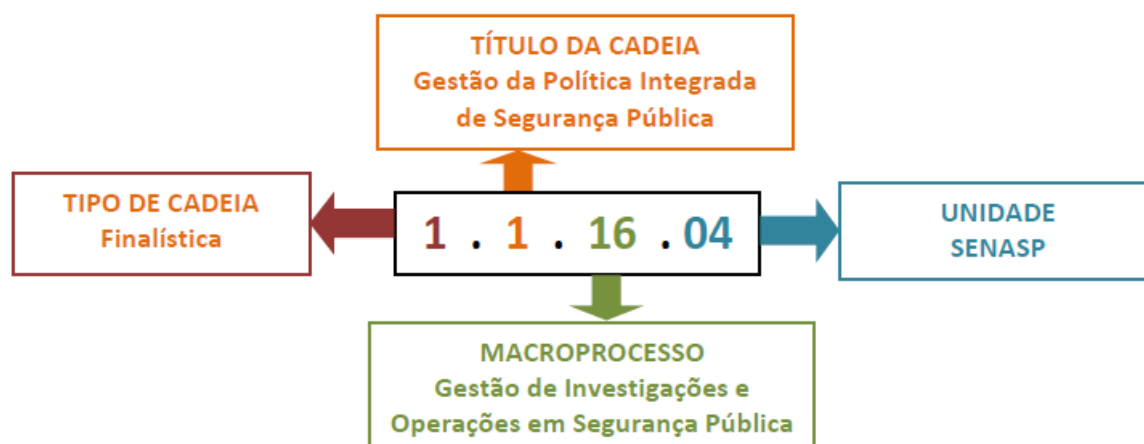 TÍTULO DA CADEIA
Gestão da Política Integrada
de Segurança Pública
TIPO DE CADEIA
Finalística
1 . 1 . 16 . 04
UNIDADE
SENASP
MACROPROCESSO
Gestão de Investigações e
Operações em Segurança Pública